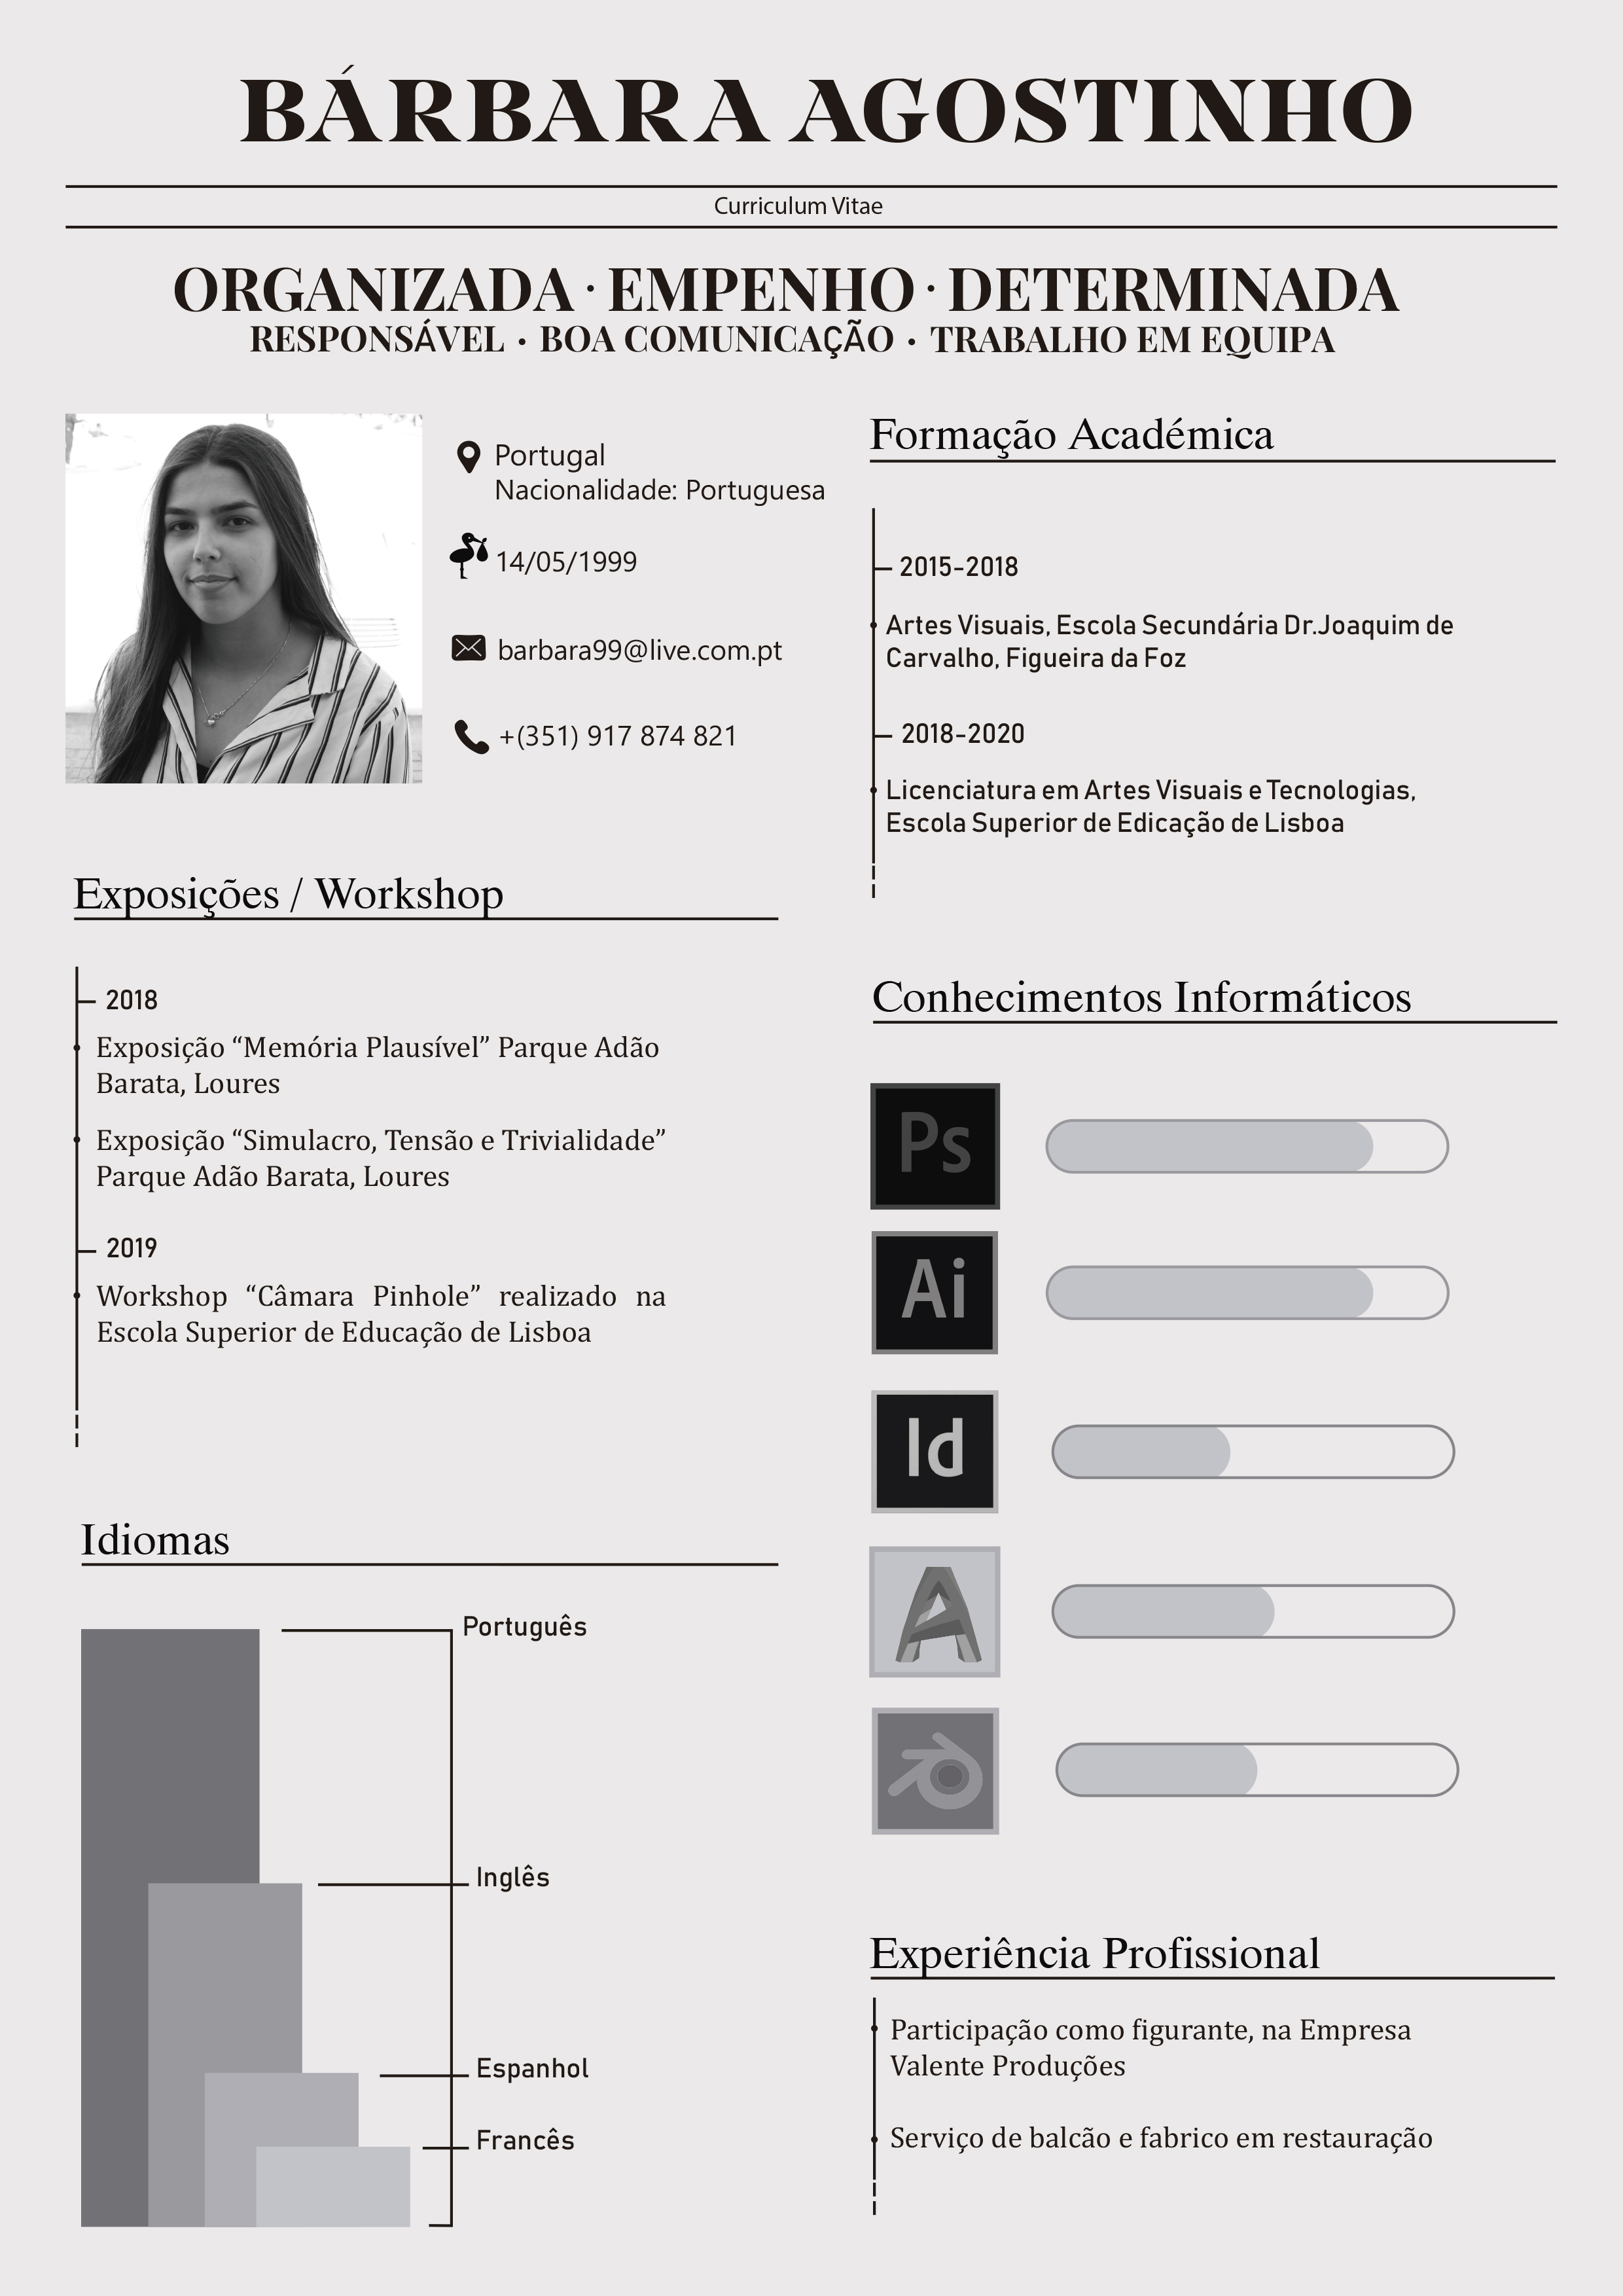 BÁRBARA AGOSTINHO
Curriculum Vitae
ORGANIZADA · EMPENHO · DETERMINADA
RESPONSÁVEL • BOA COMUNICAÇÃO • TRABALHO EM EQUIPA
Portugal
Nacionalidade: Portuguesa
14/05/1999
barbara99@live.com.pt
+(351) 917 874 821
Formação Académica
2015-2018
Artes Visuais, Escola Secundária Dr.Joaquim de
Carvalho, Figueira da Foz
2018-2020
Licenciatura em Artes Visuais e Tecnologias,
Escola Superior de Edicação de Lisboa
Exposições / Workshop
2018
Exposição “Memória Plausível” Parque Adão
Barata, Loures
Exposição “Simulacro, Tensão e Trivialidade”
Parque Adão Barata, Loures
2019
Workshop “Câmara Pinhole” realizado na
Escola Superior de Educação de Lisboa
Conhecimentos Informáticos
Ps
Ai
Id
A
Idiomas
Português
Inglês
Espanhol
Francês
Experiência Profissional
Participação como figurante, na Empresa
Valente Produções
Serviço de balcão e fabrico em restauração